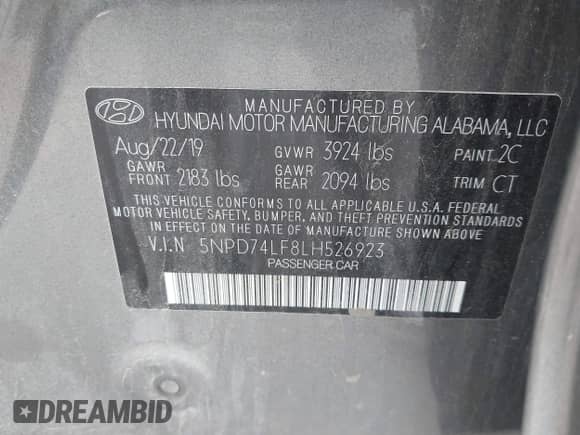 MANUFACTURED BY
HYUNDAI MOTOR MANUFACTURING ALABAMA, LLC
Aug/22/19 GVWR 3924 lbs PAINT 2C
GAWR FRONT 2183 lbs GAWR REAR 2094 lbs TRIM CT
THIS VEHICLE CONFORMS TO ALL APPLICABLE U.S.A. FEDERAL
MOTOR VEHICLE SAFETY, BUMPER, AND THEFT PREVENTION STANDARDS
IN EFFECT ON THE DATE OF MANUFACTURE SHOWN ABOVE.
V.I.N 5NPD74LF8LH526923
PASSENGER CAR
DREAMBID